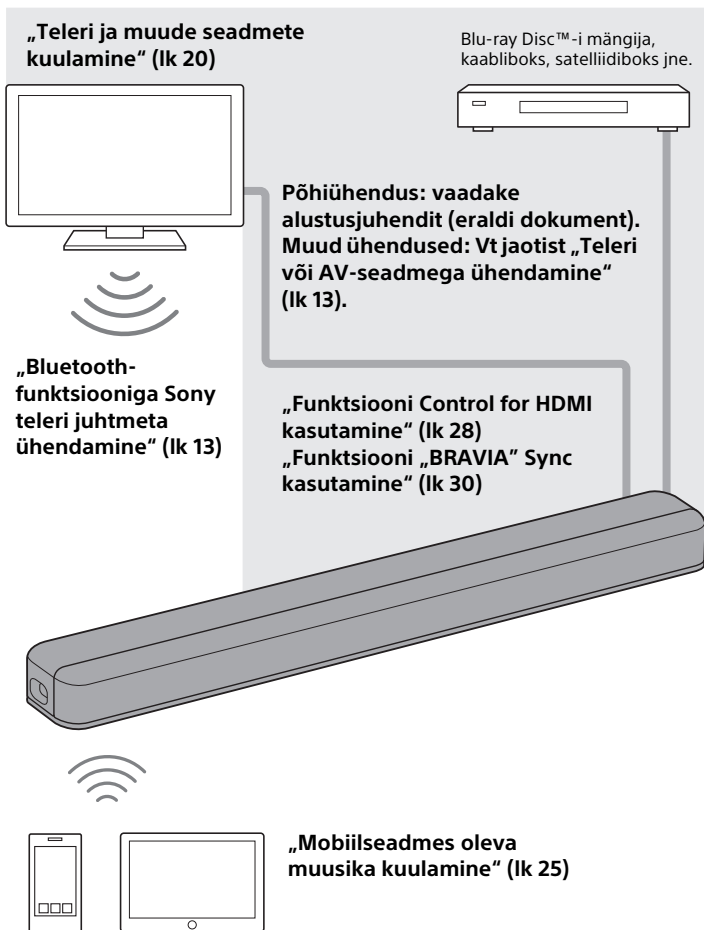 „Teleri ja muude seadmete
kuulamine“ (lk 20)
Blu-ray Disc™-i mängija,
kaabliboks, satelliidiboks jne.
Põhiühendus: vaadake
alustusjuhendit (eraldi dokument).
Muud ühendused: Vt jaotist „Teleri
või AV-seadmega ühendamine“
(lk 13).
„Bluetooth-
funktsiooniga Sony
teleri juhtmeta
ühendamine“ (lk 13)
„Funktsiooni Control for HDMI
kasutamine“ (lk 28)
„Funktsiooni „BRAVIA” Sync
kasutamine“ (lk 30)
„Mobiilseadmes oleva
muusika kuulamine“ (lk 25)